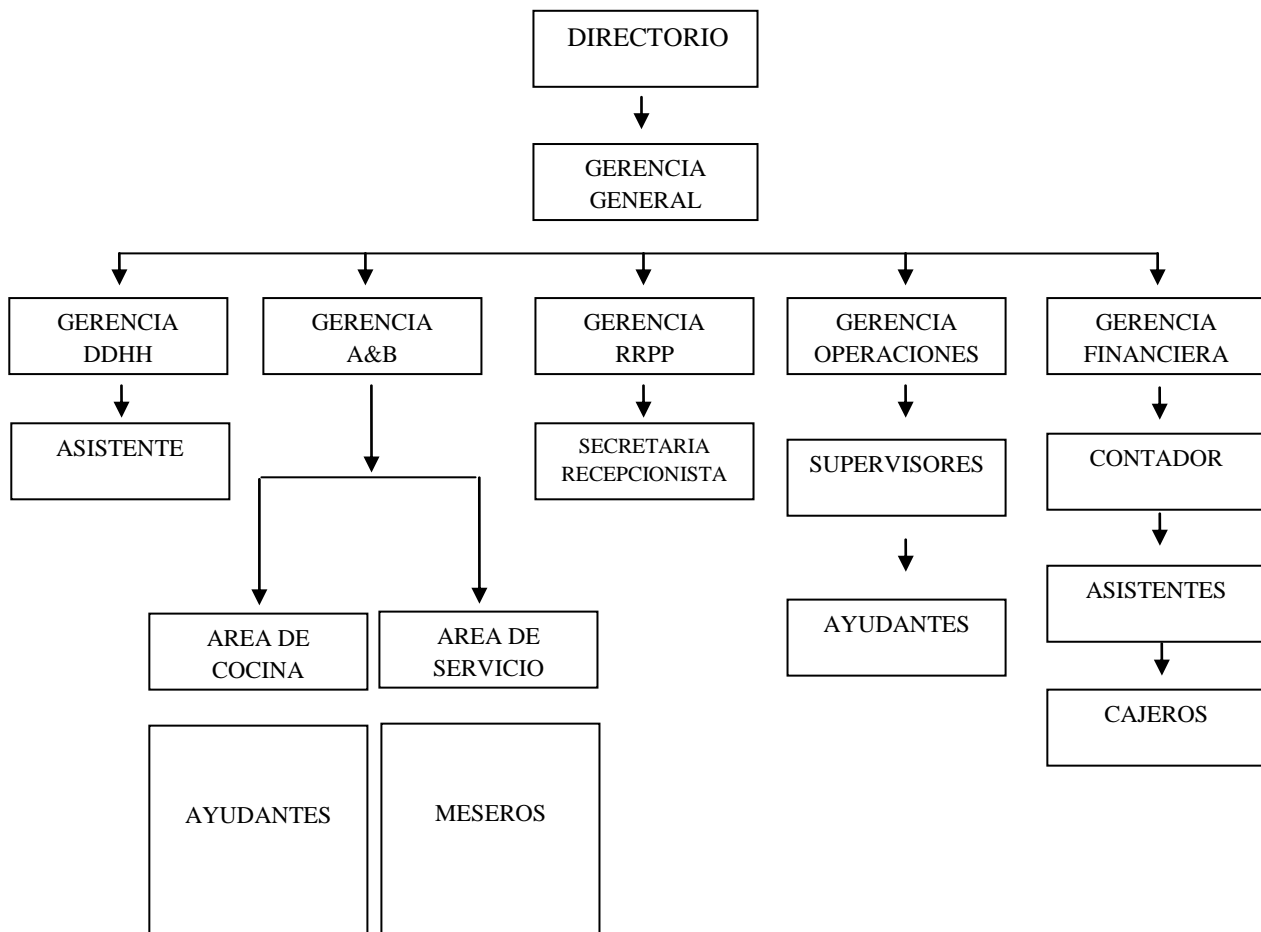 DIRECTORIO
GERENCIA
GENERAL
GERENCIA
DDHH
GERENCIA
A&B
GERENCIA
RRPP
GERENCIA
OPERACIONES
GERENCIA
FINANCIERA
ASISTENTE
SECRETARIA
RECEPCIONISTA
SUPERVISORES
CONTADOR
ASISTENTES
AREA DE
COCINA
AREA DE
SERVICIO
AYUDANTES
CAJEROS
AYUDANTES
MESEROS